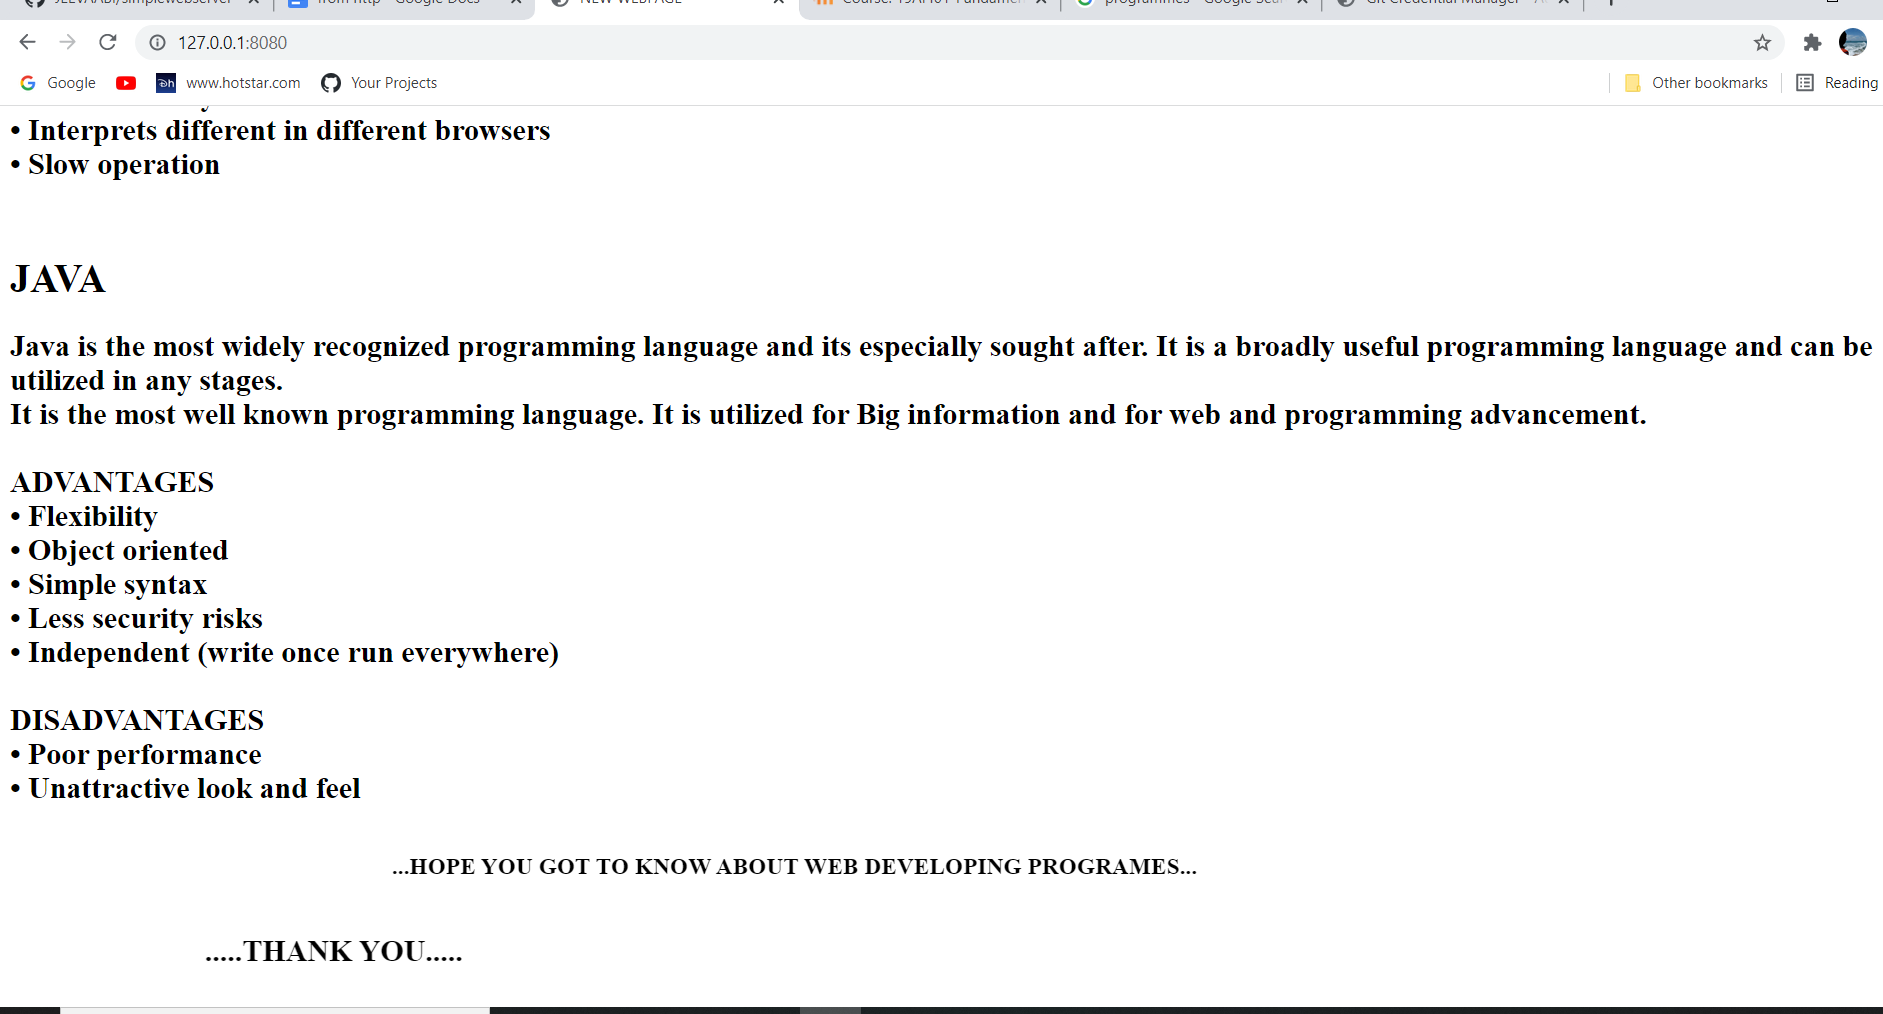 127.0.0.1:8080
Google
www.hotstar.com
Your Projects
Other bookmarks
Reading
• Interprets different in different browsers
• Slow operation
JAVA
Java is the most widely recognized programming language and its especially sought after. It is a broadly useful programming language and can be
utilized in any stages.
It is the most well known programming language. It is utilized for Big information and for web and programming advancement.
ADVANTAGES
• Flexibility
• Object oriented
• Simple syntax
• Less security risks
• Independent (write once run everywhere)
DISADVANTAGES
• Poor performance
• Unattractive look and feel
...HOPE YOU GOT TO KNOW ABOUT WEB DEVELOPING PROGRAMES...
.....THANK YOU.....